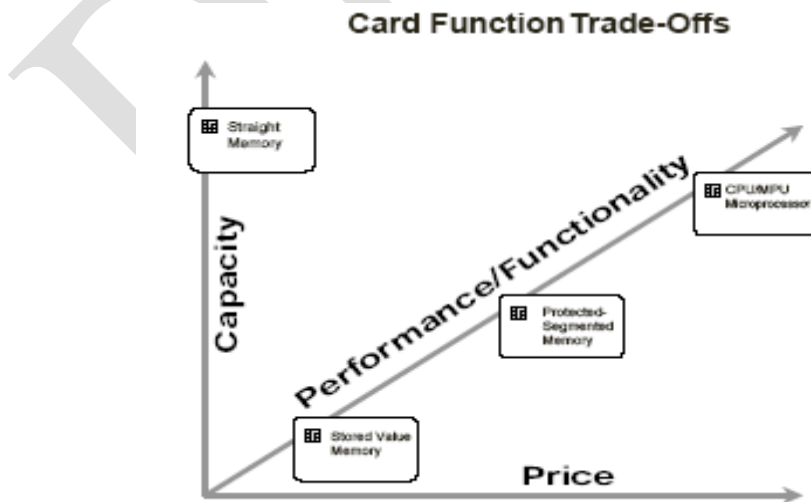 Card Function Trade-Offs
Straight
Memory
CPU/MPU
Microprocessor
Performance/Functionality
Capacity
Protected-
Segmented
Memory
Stored Value
Memory
Price